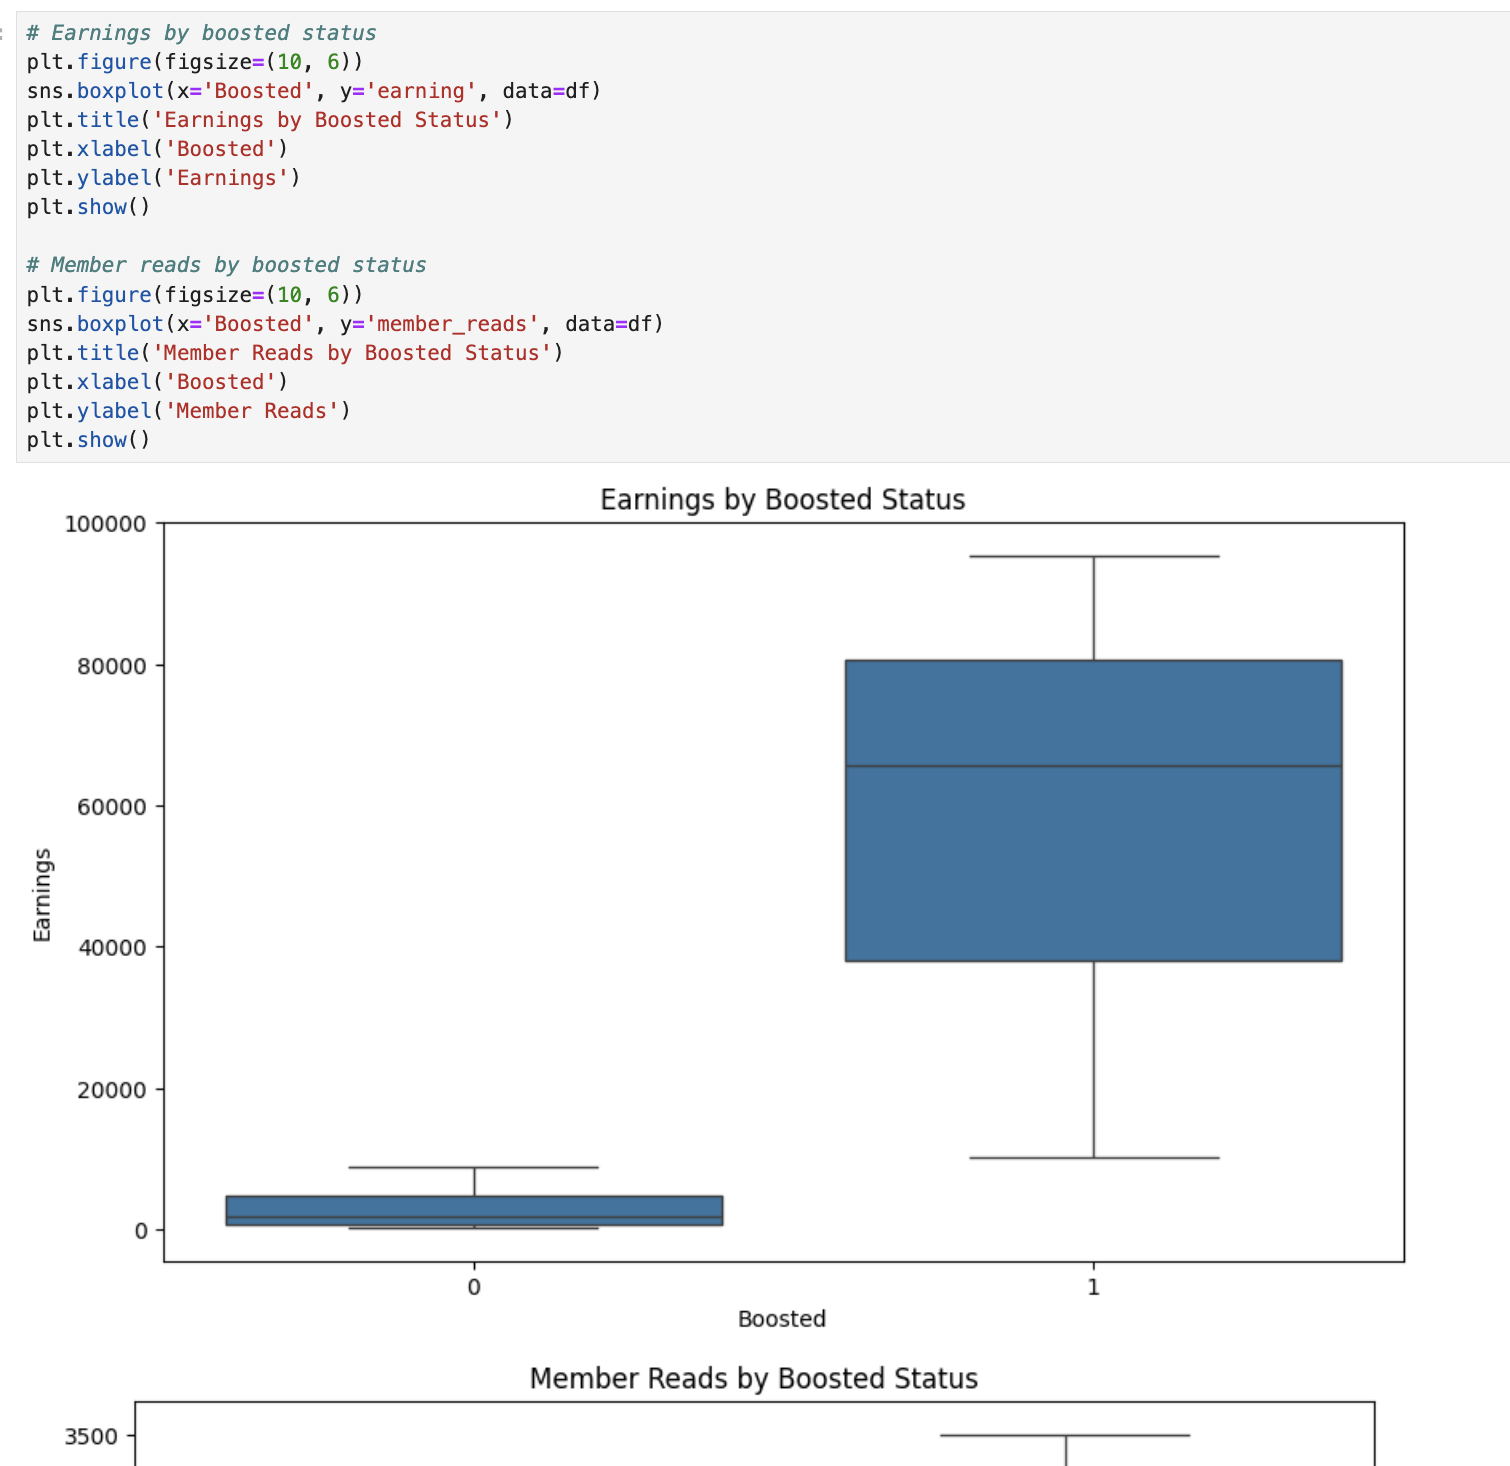 # Earnings by boosted status
plt.figure(figsize=(10, 6))
sns.boxplot(x='Boosted', y='earning', data=df)
plt.title('Earnings by Boosted Status')
plt.xlabel('Boosted')
plt.ylabel('Earnings')
plt.show()
# Member reads by boosted status
plt.figure(figsize=(10, 6))
sns.boxplot(x='Boosted', y='member_reads', data=df)
plt.title('Member Reads by Boosted Status')
plt.xlabel('Boosted')
plt.ylabel('Member Reads')
plt.show()
Earnings by Boosted Status
100000
80000
60000
40000
20000
0
Earnings
0 1
Boosted
Member Reads by Boosted Status
3500